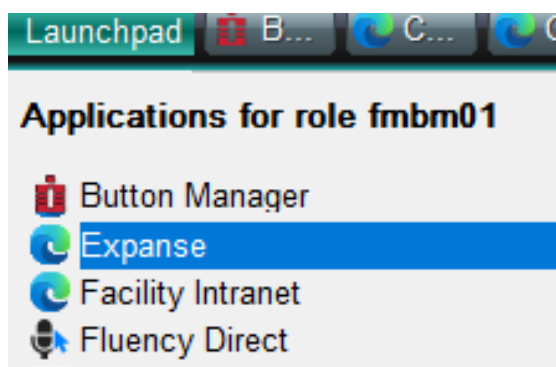 Launchpad B... C...
Applications for role fmbm01
Button Manager
Expanse
Facility Intranet
Fluency Direct